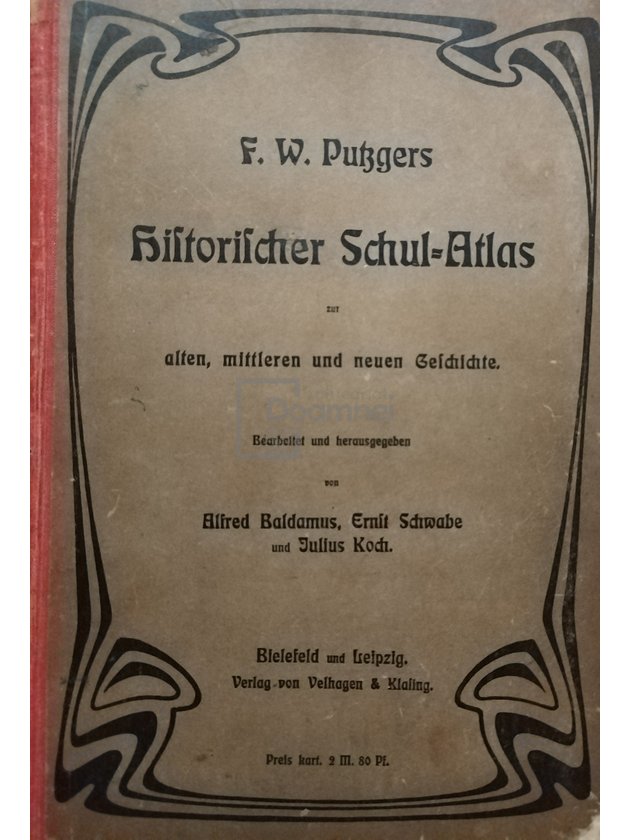 F. W. Putzgers
Hiſtoriſcher Schul-Atlas
zur
alten, mittleren und neuen Geſchichte.
Bearbeitet und herausgegeben
von
Alfred Baldamus, Ernſt Schwabe
und Julius Koch.
Bielefeld und Leipzig.
Verlag von Velhagen & Klaſing.
Preis kart. 2 M. 80 Pf.